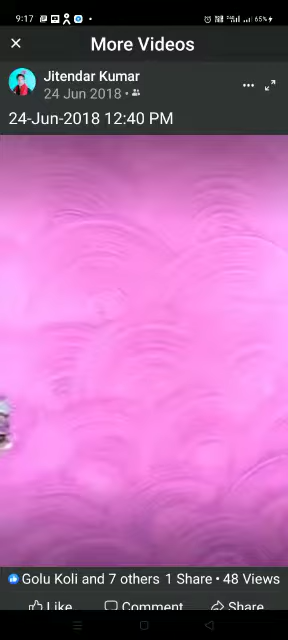 9:17
65%
More Videos
Jitendar Kumar
24 Jun 2018
24-Jun-2018 12:40 PM
Golu Koli and 7 others 1 Share • 48 Views
Like Comment Share